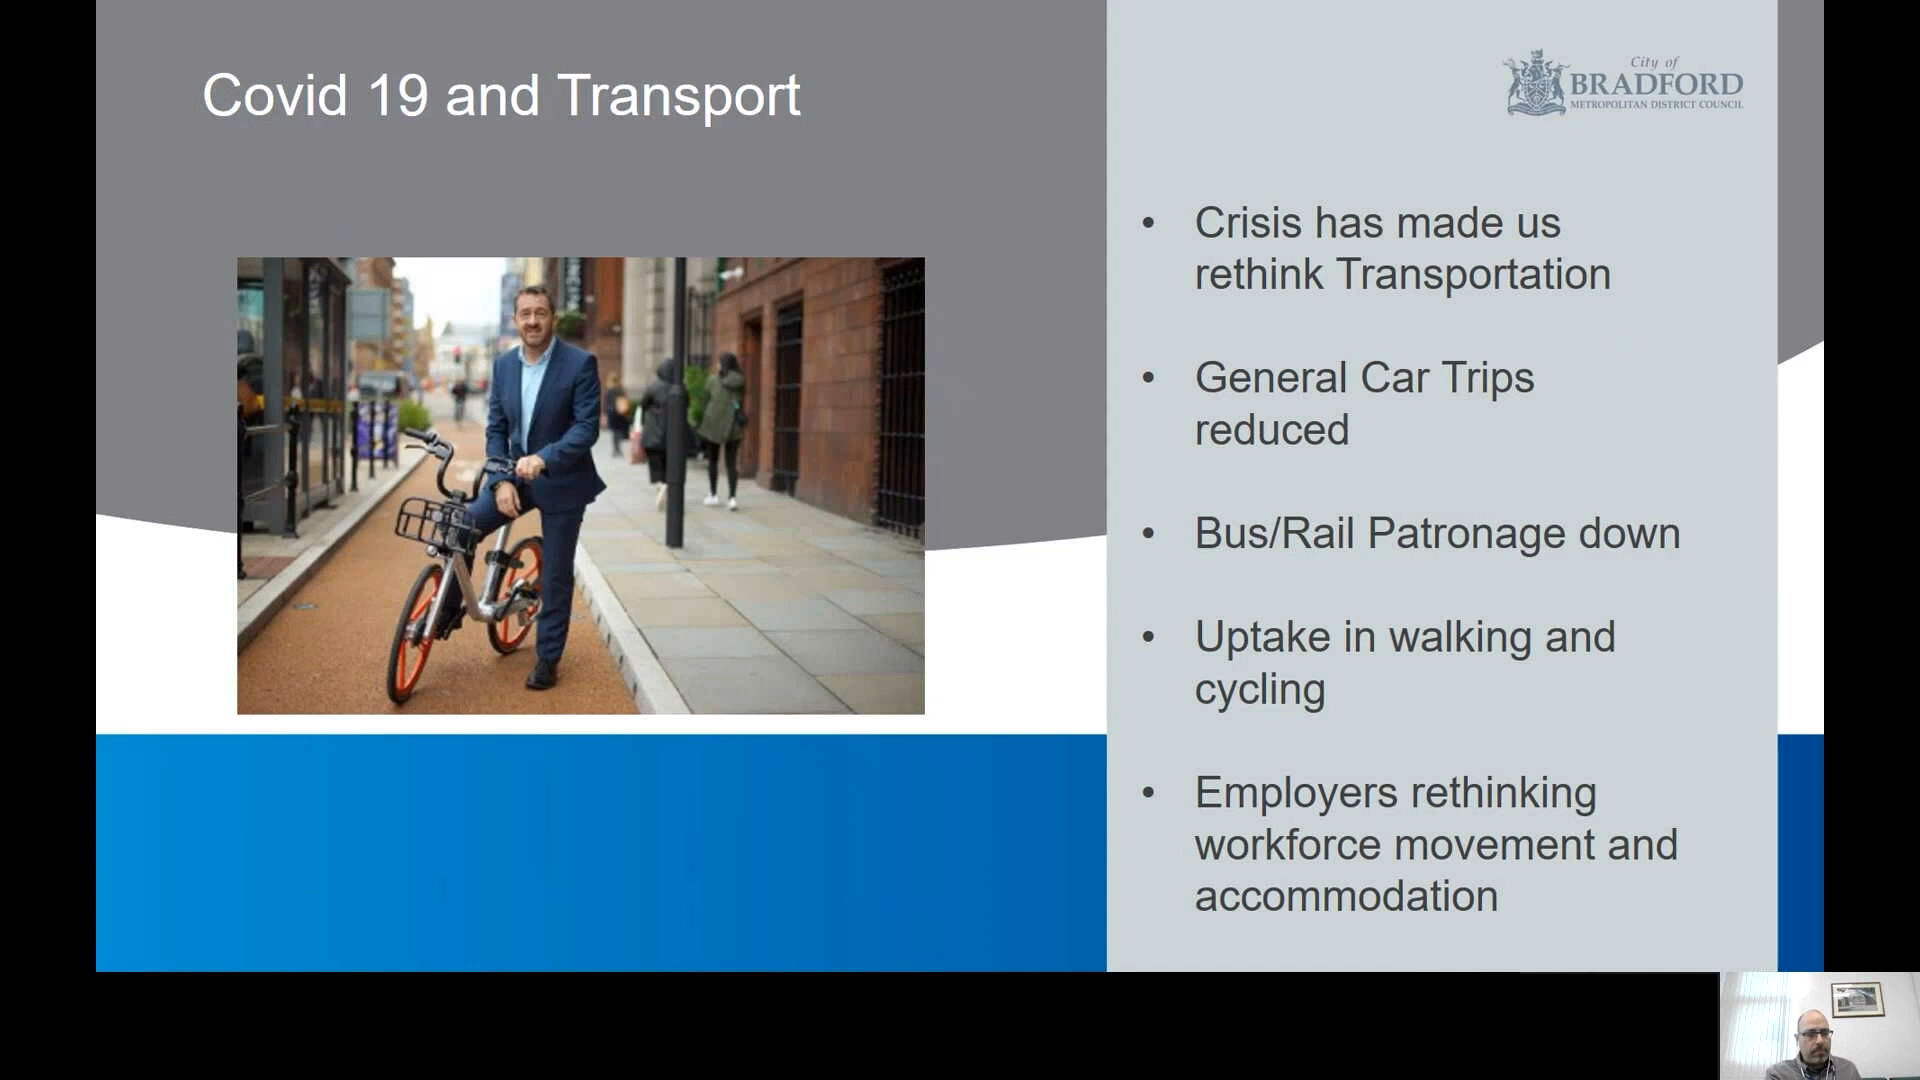 Covid 19 and Transport
City of
BRADFORD
METROPOLITAN DISTRICT COUNCIL
• Crisis has made us
rethink Transportation
• General Car Trips
reduced
• Bus/Rail Patronage down
• Uptake in walking and
cycling
• Employers rethinking
workforce movement and
accommodation